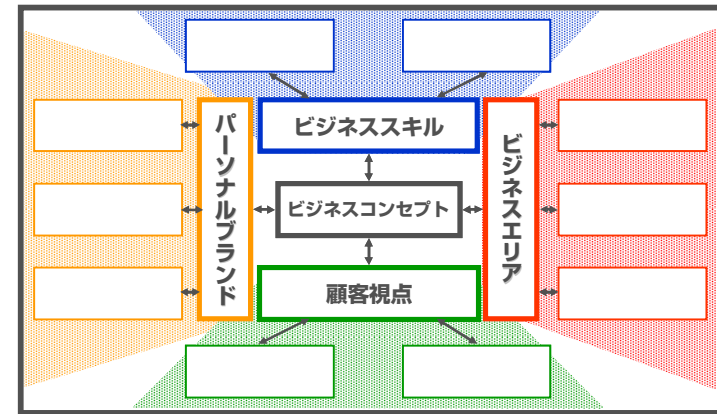 ビジネススキル
パーソナルブランド
ビジネスコンセプト
ビジネスエリア
顧客視点